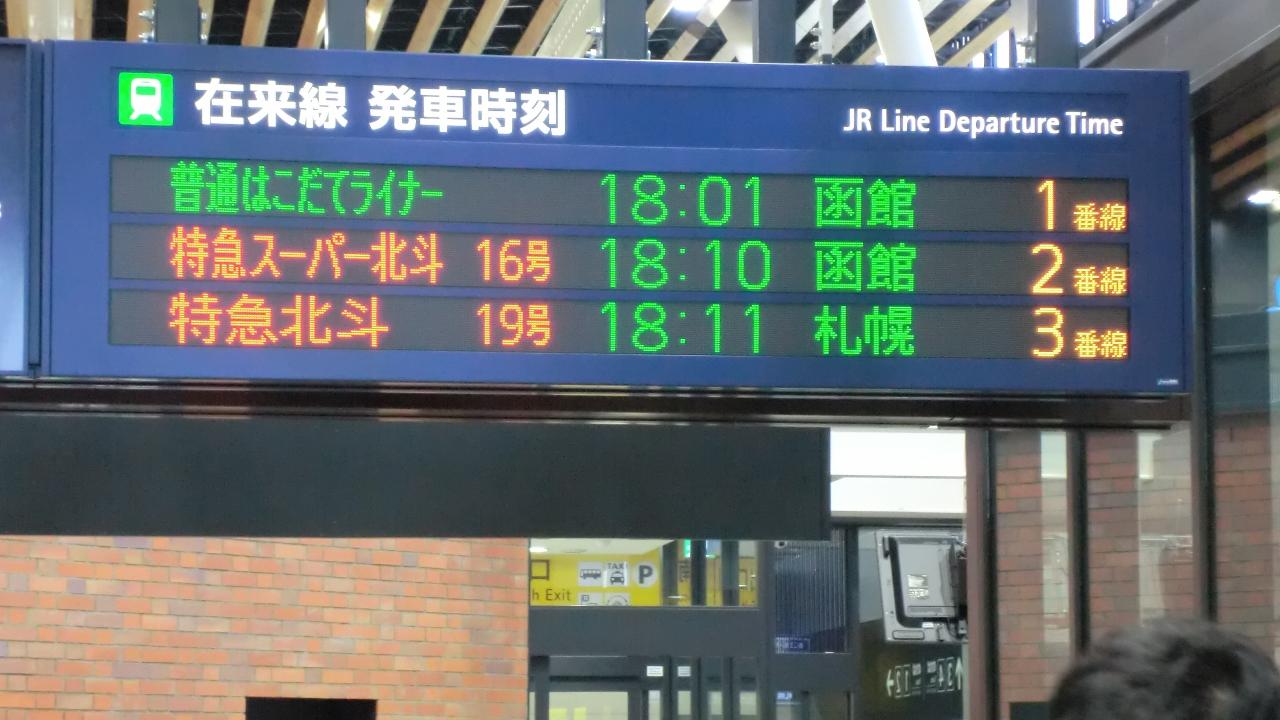 在来線 発車時刻 JR Line Departure Time
普通はこだてライナー 18:01 函館 1番線
特急スーパー北斗 16号 18:10 函館 2番線
特急北斗 19号 18:11 札幌 3番線
TAXI P
h Exit